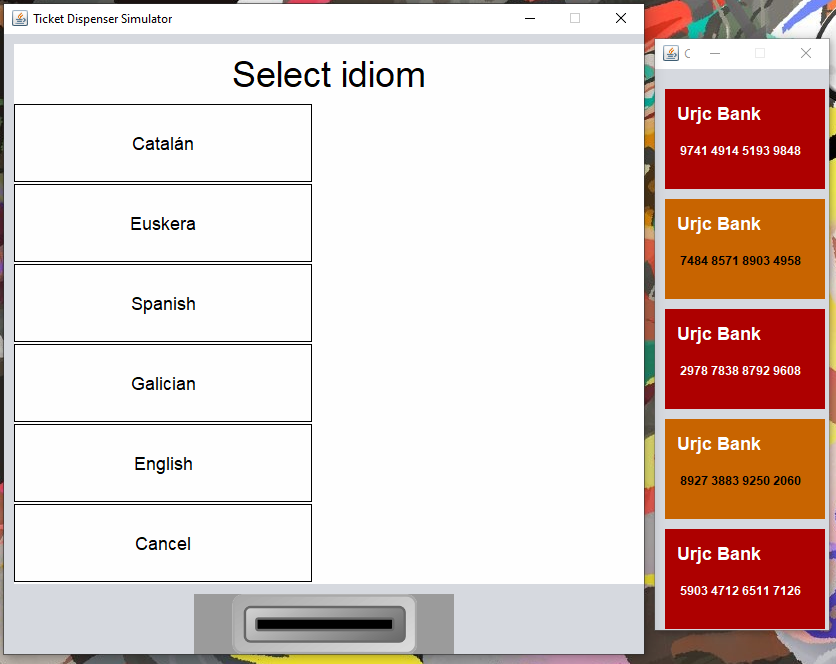 Ticket Dispenser Simulator
Select idiom
Catalán
Euskera
Spanish
Galician
English
Cancel
C
Urjc Bank
9741 4914 5193 9848
Urjc Bank
7484 8571 8903 4958
Urjc Bank
2978 7838 8792 9608
Urjc Bank
8927 3883 9250 2060
Urjc Bank
5903 4712 6511 7126